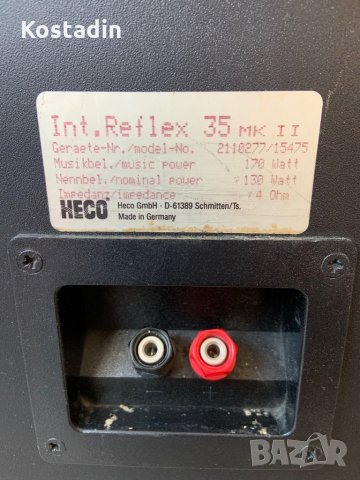 Kostadin
Int.Reflex 35 MK II
Geraete-Nr./model-No. 2110277/15475
Musikbel./music power 170 Watt
Nennbel./nominal power 130 Watt
Impedanz/impedance 4 Ohm
HECO Heco GmbH · D-61389 Schmitten/Ts.
Made in Germany
BAZAR